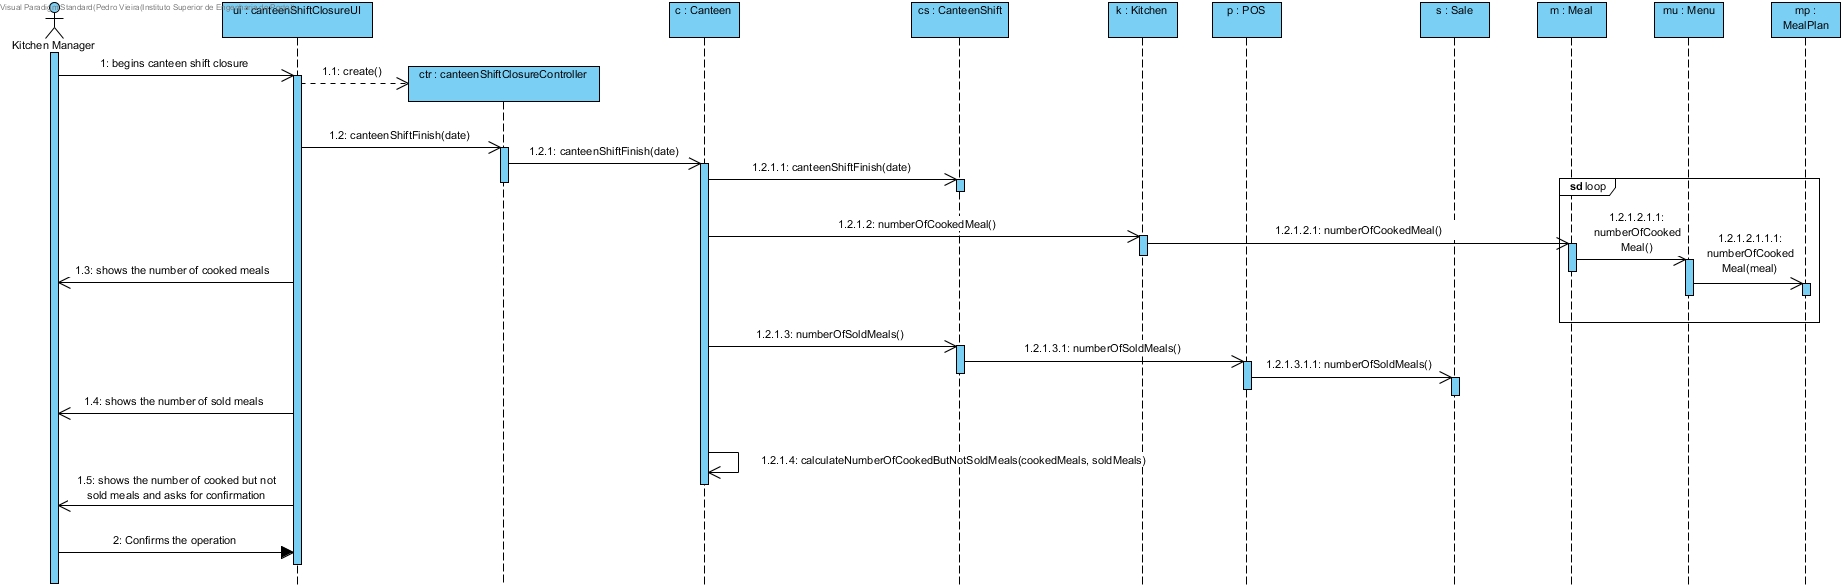 Visual Paradigm Standard(Pedro Vieira(Instituto Superior de
ui : canteenShiftClosureUI
c : Canteen
cs : CanteenShift
k : Kitchen
p : POS
s : Sale
m : Meal
mu : Menu
mp :
MealPlan
Kitchen Manager
1: begins canteen shift closure
1.1: create()
ctr : canteenShiftClosureController
1.2: canteenShiftFinish(date)
1.2.1: canteenShiftFinish(date)
1.2.1.1: canteenShiftFinish(date)
sd loop
1.2.1.2: numberOfCookedMeal()
1.2.1.2.1: numberOfCookedMeal()
1.2.1.2.1.1:
numberOfCooked
Meal()
1.2.1.2.1.1.1:
numberOfCooked
Meal(meal)
1.3: shows the number of cooked meals
1.2.1.3: numberOfSoldMeals()
1.2.1.3.1: numberOfSoldMeals()
1.2.1.3.1.1: numberOfSoldMeals()
1.4: shows the number of sold meals
1.2.1.4: calculateNumberOfCookedButNotSoldMeals(cookedMeals, soldMeals)
1.5: shows the number of cooked but not
sold meals and asks for confirmation
2: Confirms the operation